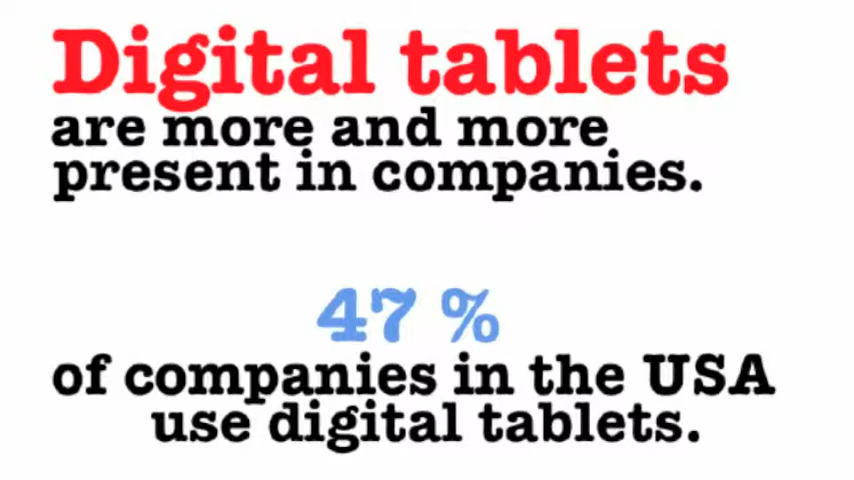 Digital tablets
are more and more
present in companies.
47 %
of companies in the USA
use digital tablets.